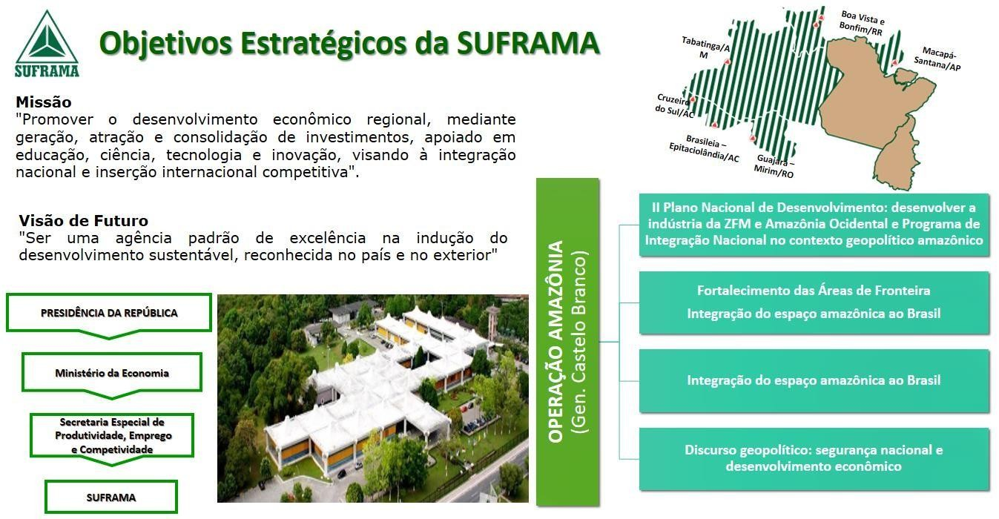 SUFRAMA
Objetivos Estratégicos da SUFRAMA
Missão
"Promover o desenvolvimento econômico regional, mediante
geração, atração e consolidação de investimentos, apoiado em
educação, ciência, tecnologia e inovação, visando à integração
nacional e inserção internacional competitiva".
Visão de Futuro
"Ser uma agência padrão de excelência na indução do
desenvolvimento sustentável, reconhecida no país e no exterior"
PRESIDÊNCIA DA REPÚBLICA
Ministério da Economia
Secretaria Especial de
Produtividade, Emprego
e Competividade
SUFRAMA
Boa Vista e
Bonfim/RR
Tabatinga/A
M
Macapá-
Santana/AP
Cruzeiro
do Sul/AC
Brasileia –
Epitaciolândia/AC
Guajará –
Mirim/RO
OPERAÇÃO AMAZÔNIA
(Gen. Castelo Branco)
II Plano Nacional de Desenvolvimento: desenvolver a
indústria da ZFM e Amazônia Ocidental e Programa de
Integração Nacional no contexto geopolítico amazônico
Fortalecimento das Áreas de Fronteira
Integração do espaço amazônica ao Brasil
Integração do espaço amazônica ao Brasil
Discurso geopolítico: segurança nacional e
desenvolvimento econômico